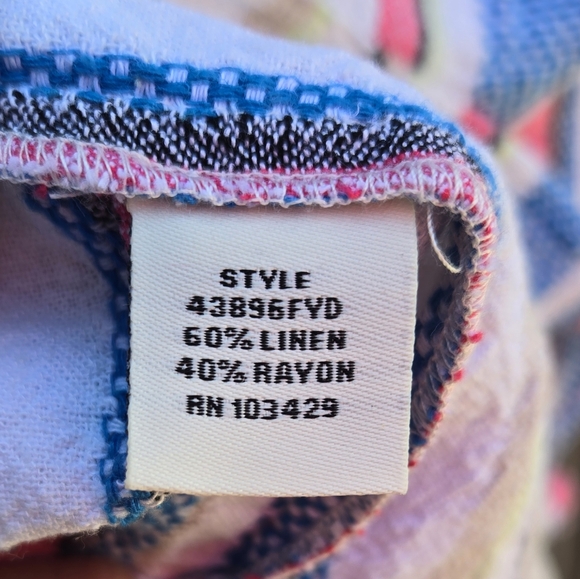 STYLE
43896FYD
60% LINEN
40% RAYON
RN 103429